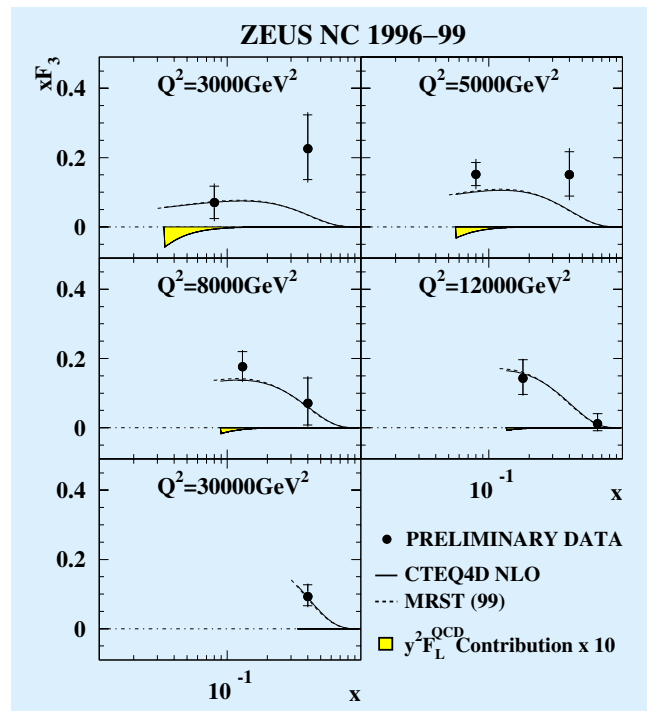 ZEUS NC 1996–99
xF₃
Q²=3000GeV²
Q²=5000GeV²
0.4
0.2
0
Q²=8000GeV²
Q²=12000GeV²
0.4
0.2
0
Q²=30000GeV²
10⁻¹
x
0.4
0.2
0
PRELIMINARY DATA
CTEQ4D NLO
MRST (99)
y²F_L^QCD Contribution x 10
10⁻¹
x